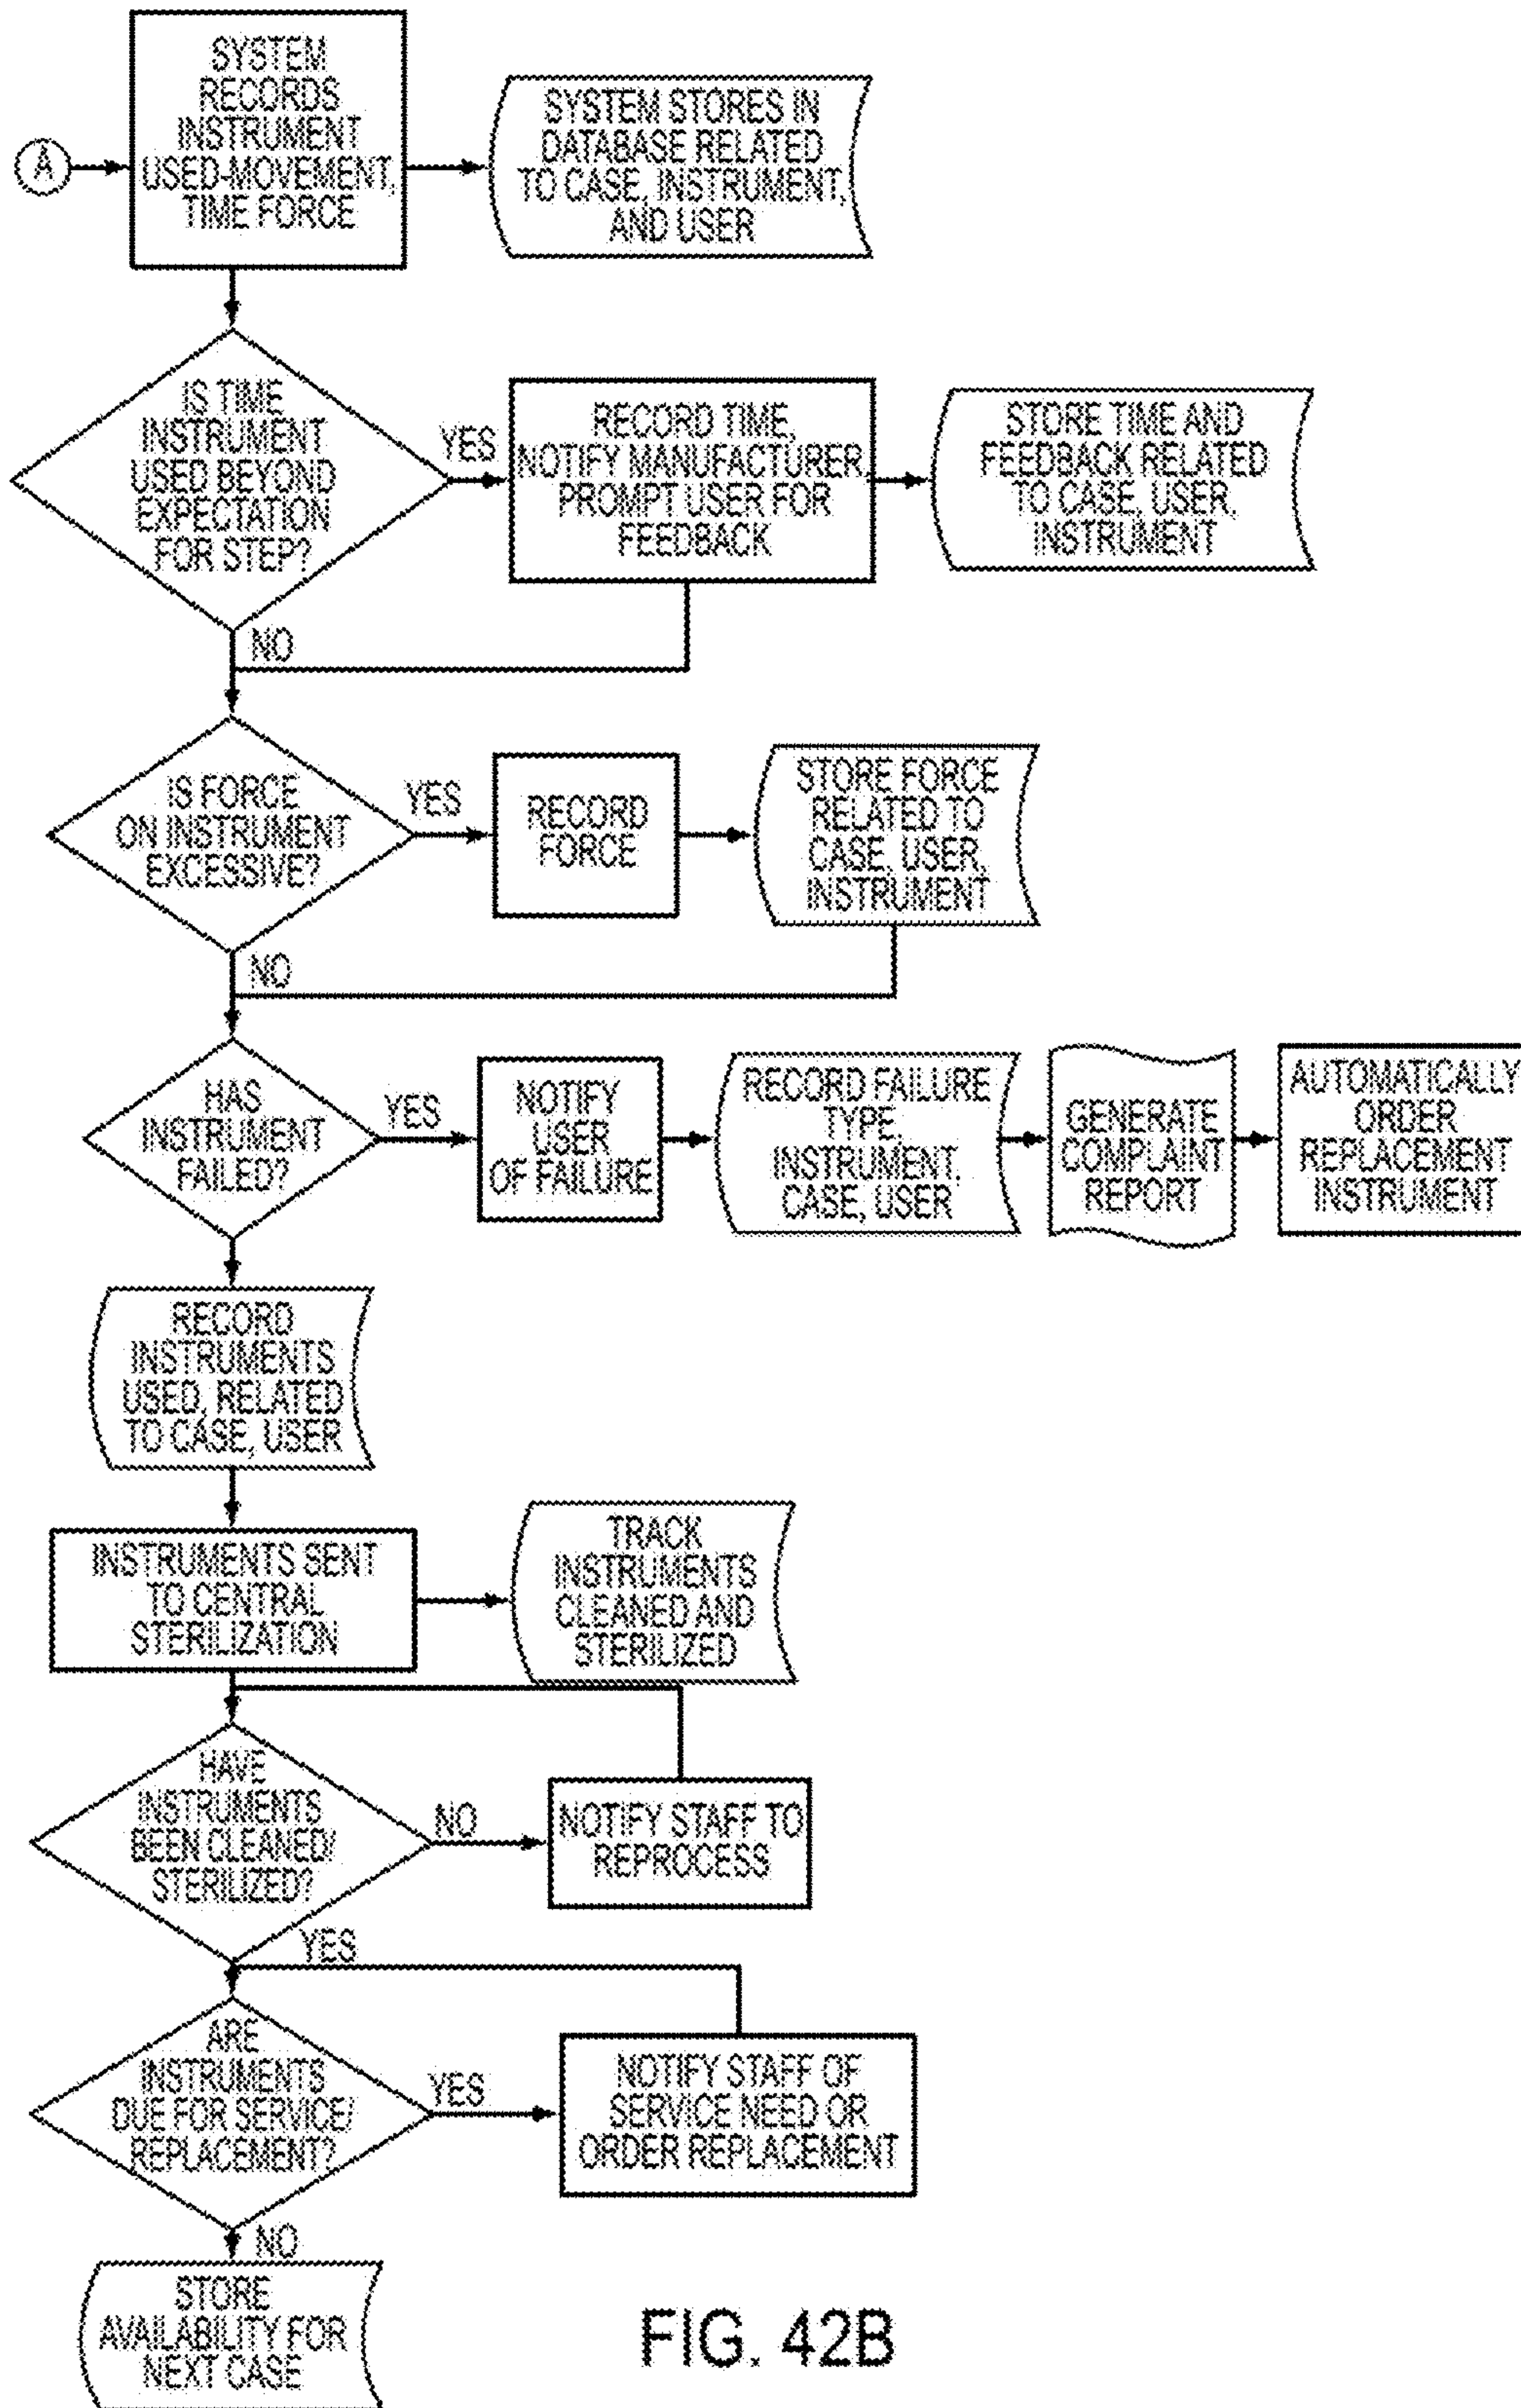 A
SYSTEM
RECORDS
INSTRUMENT
USED-MOVEMENT,
TIME FORCE
SYSTEM STORES IN
DATABASE RELATED
TO CASE, INSTRUMENT,
AND USER
IS TIME
INSTRUMENT
USED BEYOND
EXPECTATION
FOR STEP?
YES
RECORD TIME,
NOTIFY MANUFACTURER,
PROMPT USER FOR
FEEDBACK
STORE TIME AND
FEEDBACK RELATED
TO CASE, USER,
INSTRUMENT
NO
IS FORCE
ON INSTRUMENT
EXCESSIVE?
YES
RECORD
FORCE
STORE FORCE
RELATED TO
CASE, USER,
INSTRUMENT
NO
HAS
INSTRUMENT
FAILED?
YES
NOTIFY
USER
OF FAILURE
RECORD FAILURE
TYPE,
INSTRUMENT,
CASE, USER
GENERATE
COMPLAINT
REPORT
AUTOMATICALLY
ORDER
REPLACEMENT
INSTRUMENT
RECORD
INSTRUMENTS
USED, RELATED
TO CASE, USER
INSTRUMENTS SENT
TO CENTRAL
STERILIZATION
TRACK
INSTRUMENTS
CLEANED AND
STERILIZED
HAVE
INSTRUMENTS
BEEN CLEANED/
STERILIZED?
NO
NOTIFY STAFF TO
REPROCESS
YES
ARE
INSTRUMENTS
DUE FOR SERVICE/
REPLACEMENT?
YES
NOTIFY STAFF OF
SERVICE NEED OR
ORDER REPLACEMENT
NO
STORE
AVAILABILITY FOR
NEXT CASE
FIG. 42B